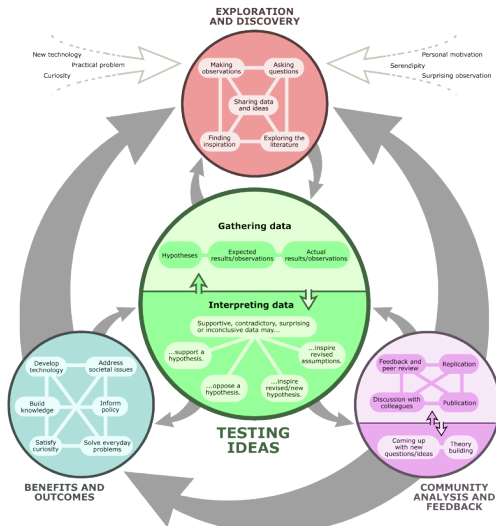 EXPLORATION
AND DISCOVERY
New technology
Practical problem
Curiosity
Personal motivation
Serendipity
Surprising observation
Making
observations
Asking
questions
Sharing data
and ideas
Finding
inspiration
Exploring the
literature
Gathering data
Hypotheses
Expected
results/observations
Actual
results/observations
Interpreting data
Supportive, contradictory, surprising
or inconclusive data may...
...support a
hypothesis.
...oppose a
hypothesis.
...inspire
revised/new
hypothesis.
...inspire
revised
assumptions.
TESTING
IDEAS
Develop
technology
Address
societal issues
Build
knowledge
Inform
policy
Satisfy
curiosity
Solve everyday
problems
BENEFITS AND
OUTCOMES
Feedback and
peer review
Replication
Discussion with
colleagues
Publication
Coming up with
new
questions/ideas
Theory
building
COMMUNITY
ANALYSIS AND
FEEDBACK